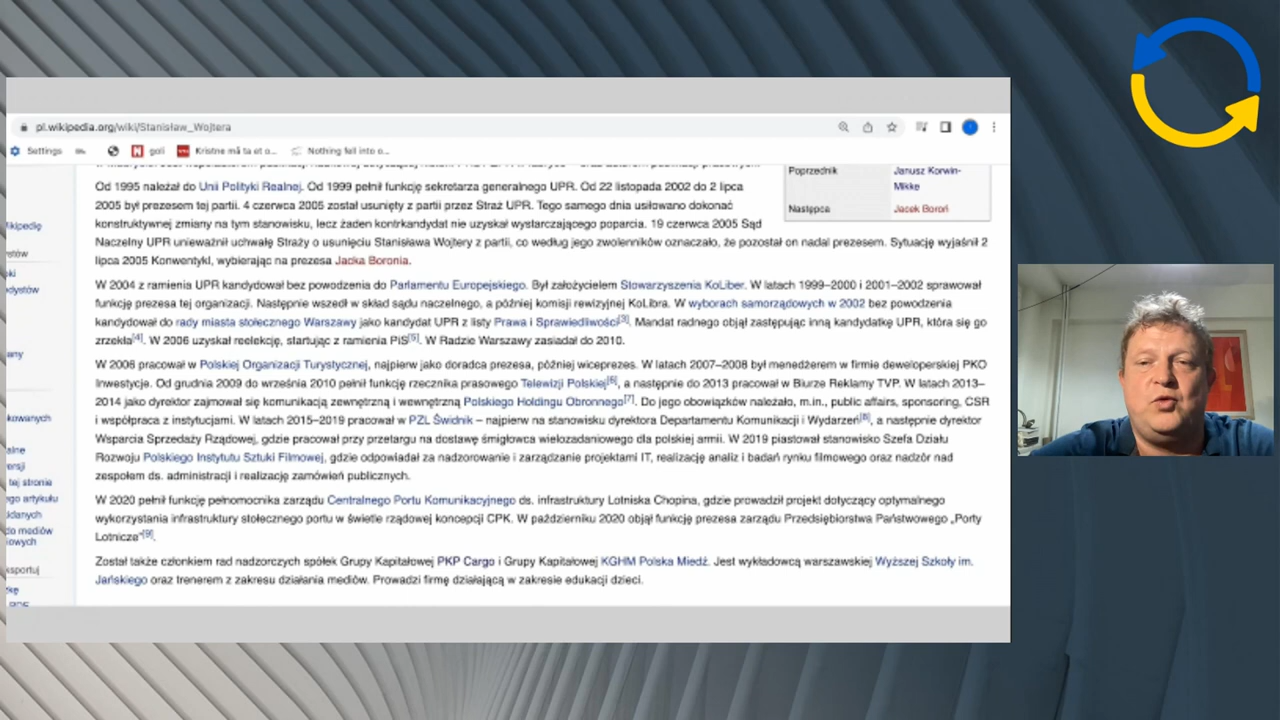 pl.wikipedia.org/wiki/Stanisław_Wojtera
Settings goli Kristne må ta et o... Nothing fell into o...
Poprzednik Janusz Korwin-
Mikke
Następca Jacek Boroń
Od 1995 należał do Unii Polityki Realnej. Od 1999 pełnił funkcję sekretarza generalnego UPR. Od 22 listopada 2002 do 2 lipca
2005 był prezesem tej partii. 4 czerwca 2005 został usunięty z partii przez Straż UPR. Tego samego dnia usiłowano dokonać
konstruktywnej zmiany na tym stanowisku, lecz żaden kontrkandydat nie uzyskał wystarczającego poparcia. 19 czerwca 2005 Sąd
Naczelny UPR unieważnił uchwałę Straży o usunięciu Stanisława Wojtery z partii, co według jego zwolenników oznaczało, że pozostał on nadal prezesem. Sytuację wyjaśnił 2
lipca 2005 Konwentykl, wybierając na prezesa Jacka Boronia.
W 2004 z ramienia UPR kandydował bez powodzenia do Parlamentu Europejskiego. Był założycielem Stowarzyszenia KoLiber. W latach 1999–2000 i 2001–2002 sprawował
funkcję prezesa tej organizacji. Następnie wszedł w skład sądu naczelnego, a później komisji rewizyjnej KoLibra. W wyborach samorządowych w 2002 bez powodzenia
kandydował do rady miasta stołecznego Warszawy jako kandydat UPR z listy Prawa i Sprawiedliwości[3]. Mandat radnego objął zastępując inną kandydatkę UPR, która się go
zrzekła[4]. W 2006 uzyskał reelekcję, startując z ramienia PiS[5]. W Radzie Warszawy zasiadał do 2010.
W 2006 pracował w Polskiej Organizacji Turystycznej, najpierw jako doradca prezesa, później wiceprezes. W latach 2007–2008 był menedżerem w firmie deweloperskiej PKO
Inwestycje. Od grudnia 2009 do września 2010 pełnił funkcję rzecznika prasowego Telewizji Polskiej[6], a następnie do 2013 pracował w Biurze Reklamy TVP. W latach 2013–
2014 jako dyrektor zajmował się komunikacją zewnętrzną i wewnętrzną Polskiego Holdingu Obronnego[7]. Do jego obowiązków należało, m.in., public affairs, sponsoring, CSR
i współpraca z instytucjami. W latach 2015–2019 pracował w PZL Świdnik – najpierw na stanowisku dyrektora Departamentu Komunikacji i Wydarzeń[8], a następnie dyrektor
Wsparcia Sprzedaży Rządowej, gdzie pracował przy przetargu na dostawę śmigłowca wielozadaniowego dla polskiej armii. W 2019 piastował stanowisko Szefa Działu
Rozwoju Polskiego Instytutu Sztuki Filmowej, gdzie odpowiadał za nadzorowanie i zarządzanie projektami IT, realizację analiz i badań rynku filmowego oraz nadzór nad
zespołem ds. administracji i realizację zamówień publicznych.
W 2020 pełnił funkcję pełnomocnika zarządu Centralnego Portu Komunikacyjnego ds. infrastruktury Lotniska Chopina, gdzie prowadził projekt dotyczący optymalnego
wykorzystania infrastruktury stołecznego portu w świetle rządowej koncepcji CPK. W październiku 2020 objął funkcję prezesa zarządu Przedsiębiorstwa Państwowego „Porty
Lotnicze”[9].
Został także członkiem rad nadzorczych spółek Grupy Kapitałowej PKP Cargo i Grupy Kapitałowej KGHM Polska Miedź. Jest wykładowcą warszawskiej Wyższej Szkoły im.
Jańskiego oraz trenerem z zakresu działania mediów. Prowadzi firmę działającą w zakresie edukacji dzieci.